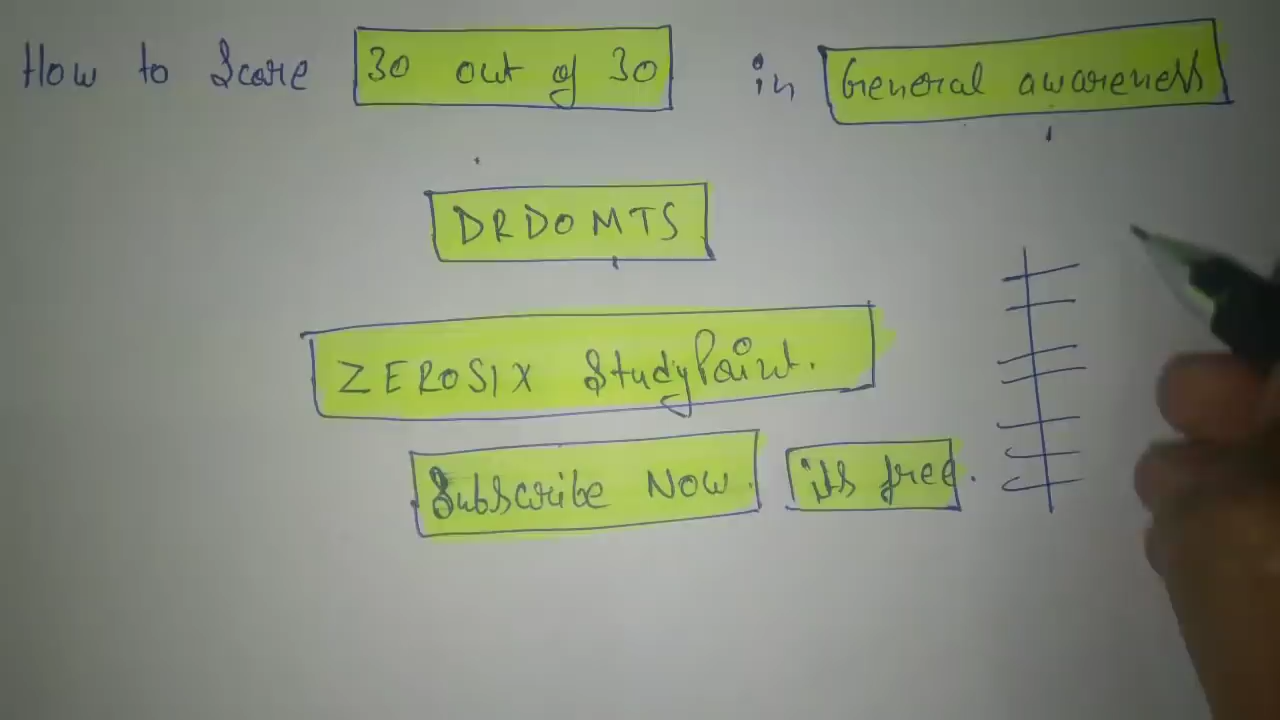 How to Score 30 out of 30 in General awareness
DRDO MTS
ZEROSIX StudyPoint.
Subscribe Now. its free.